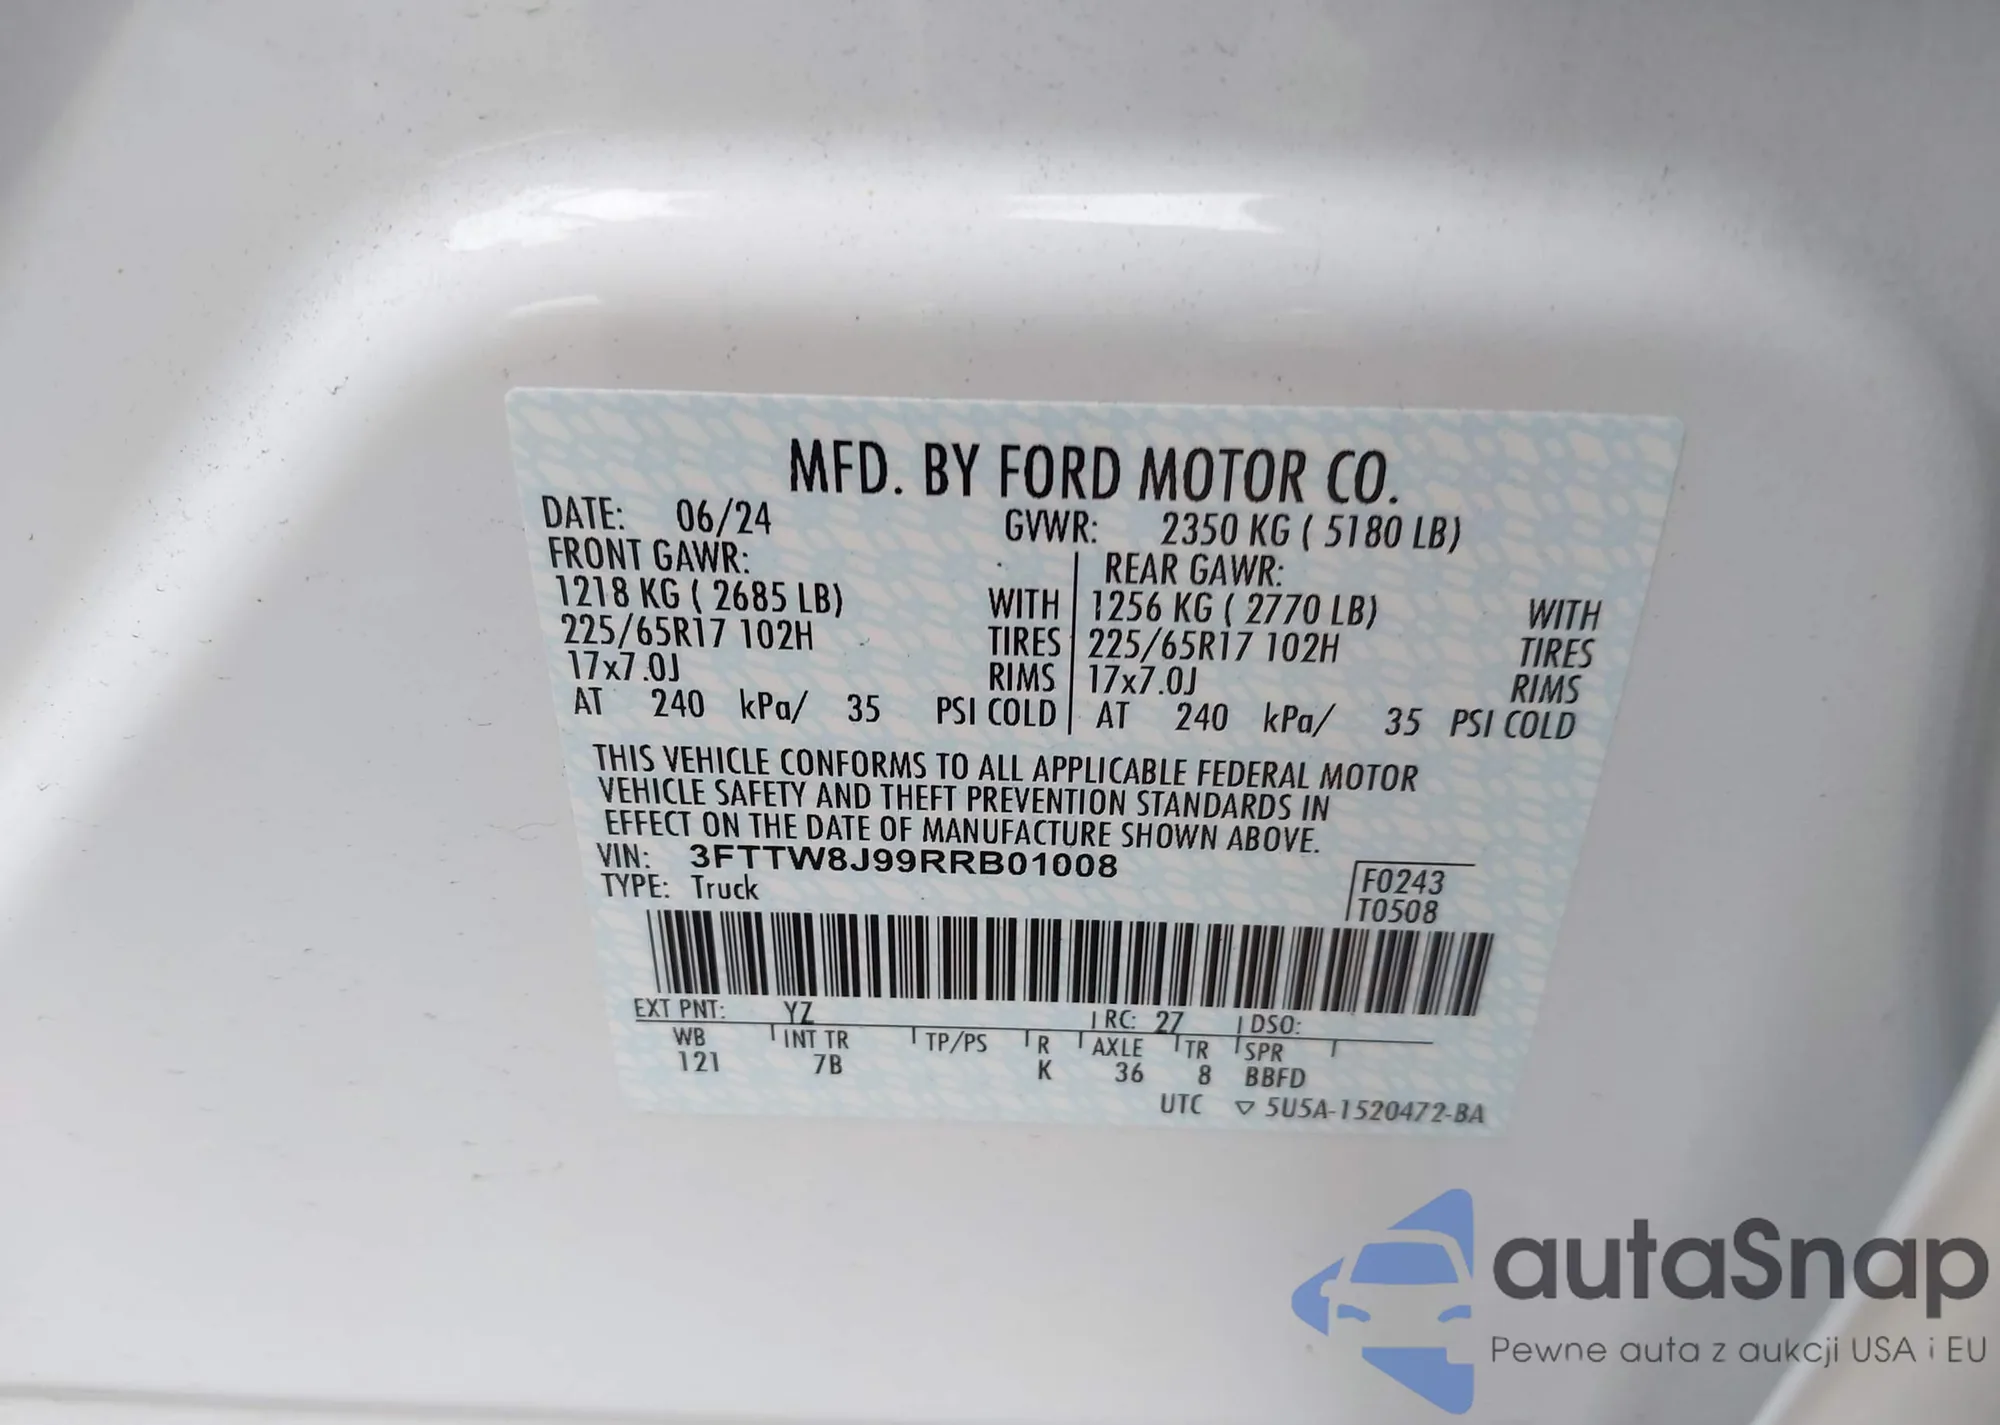 MFD. BY FORD MOTOR CO.
DATE: 06/24 GVWR: 2350 KG ( 5180 LB)
FRONT GAWR: REAR GAWR:
1218 KG ( 2685 LB) WITH 1256 KG ( 2770 LB) WITH
225/65R17 102H TIRES 225/65R17 102H TIRES
17x7.0J RIMS 17x7.0J RIMS
AT 240 kPa/ 35 PSI COLD AT 240 kPa/ 35 PSI COLD
THIS VEHICLE CONFORMS TO ALL APPLICABLE FEDERAL MOTOR
VEHICLE SAFETY AND THEFT PREVENTION STANDARDS IN
EFFECT ON THE DATE OF MANUFACTURE SHOWN ABOVE.
VIN: 3FTTW8J99RRB01008
TYPE: Truck
F0243
T0508
EXT PNT: YZ RC: 27 DSO:
WB INT TR TP/PS R AXLE TR SPR
121 7B K 36 8 BBFD
UTC ▽ 5U5A-1520472-BA
autaSnap
Pewne auta z aukcji USA i EU